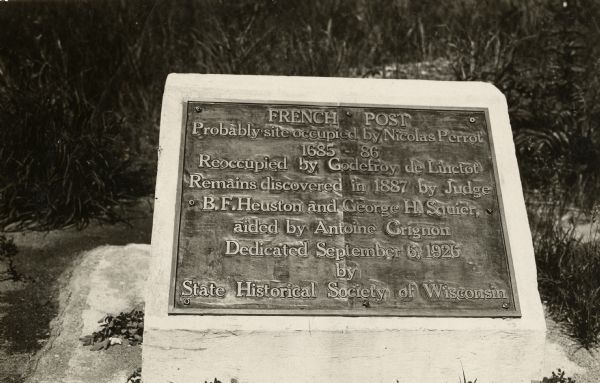 FRENCH POST
Probably site occupied by Nicolas Perrot
1685 - 86
Reoccupied by Godefroy de Linctot
Remains discovered in 1887 by Judge
B.F. Heuston and George H. Squier,
aided by Antoine Grignon
Dedicated September 6, 1926
by
State Historical Society of Wisconsin